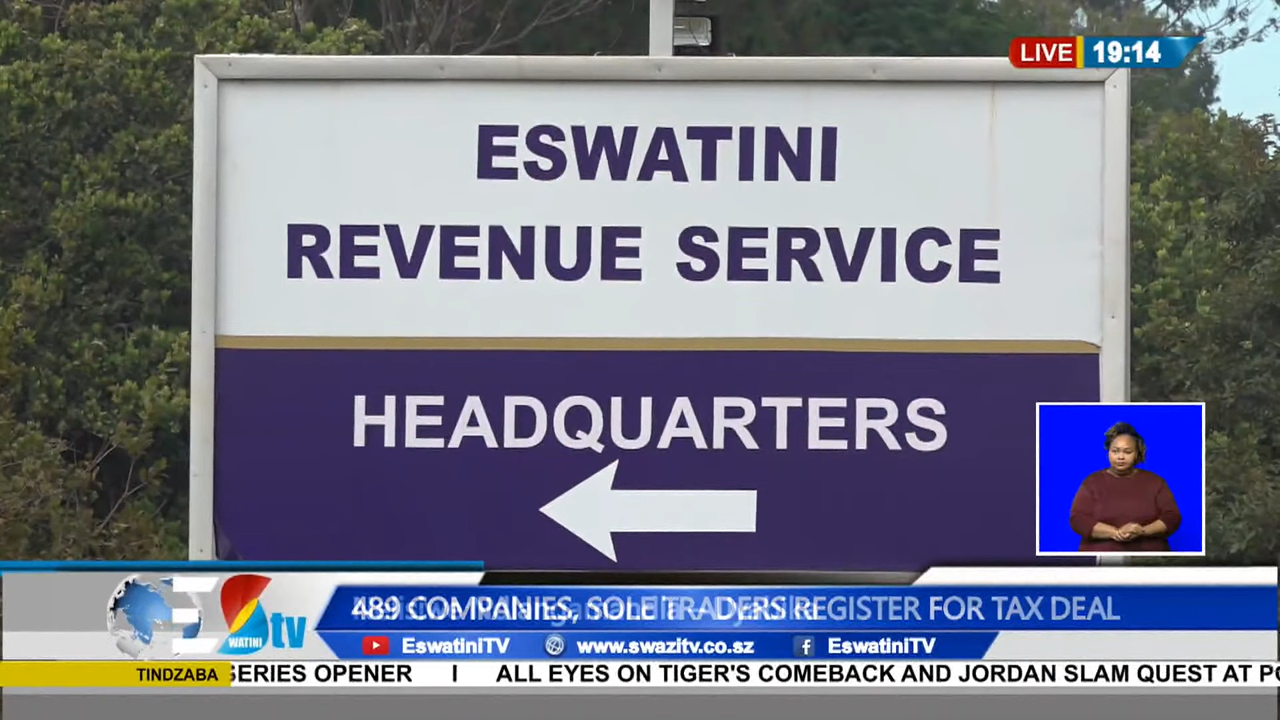 LIVE 19:14
ESWATINI
REVENUE SERVICE
HEADQUARTERS
E WATINI tv
489 COMPANIES, SOLE TRADERS REGISTER FOR TAX DEAL
EswatiniTV www.swazitv.co.sz EswatiniTV
TINDZABA SERIES OPENER I ALL EYES ON TIGER'S COMEBACK AND JORDAN SLAM QUEST AT